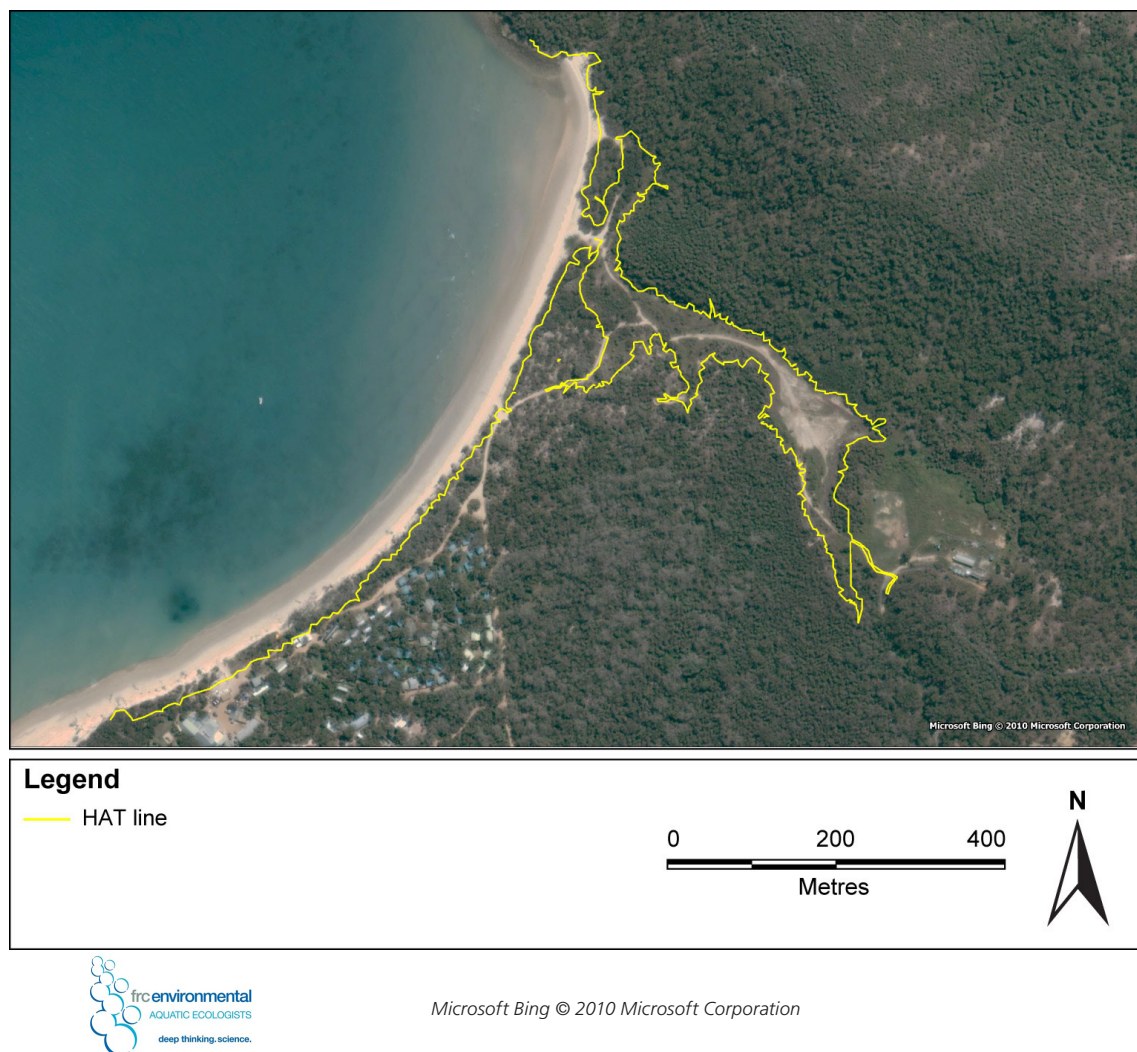 Microsoft Bing © 2010 Microsoft Corporation
Legend
HAT line
0 200 400
Metres
N
frc environmental
AQUATIC ECOLOGISTS
deep thinking. science.
Microsoft Bing © 2010 Microsoft Corporation